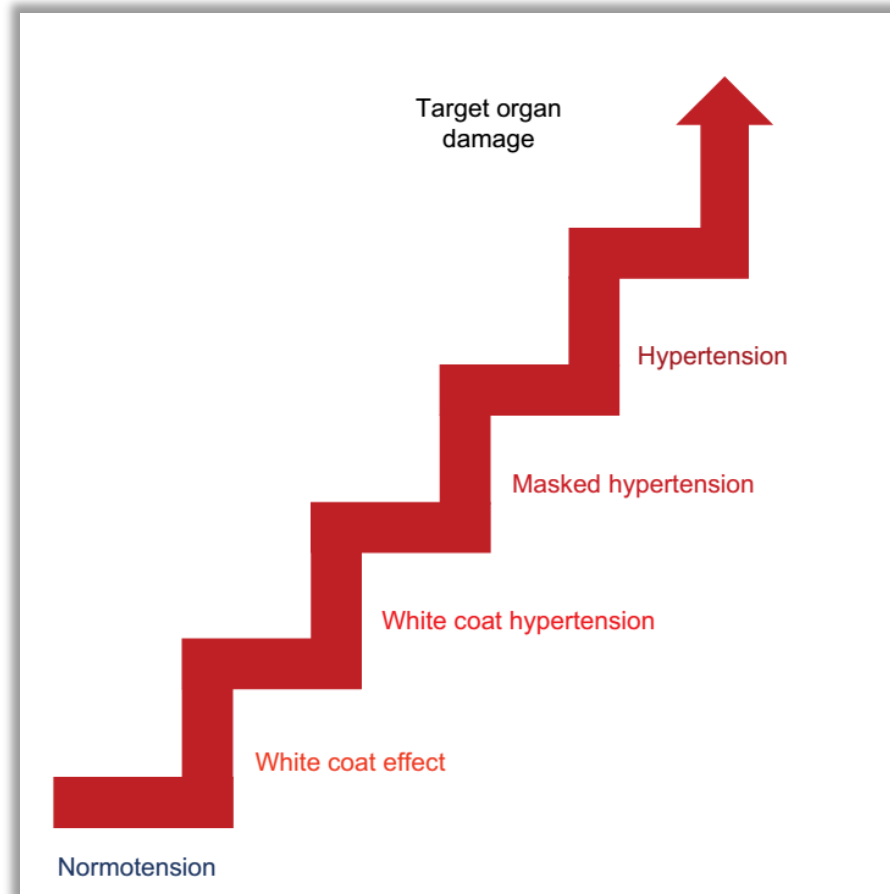 Target organ
damage
Hypertension
Masked hypertension
White coat hypertension
White coat effect
Normotension